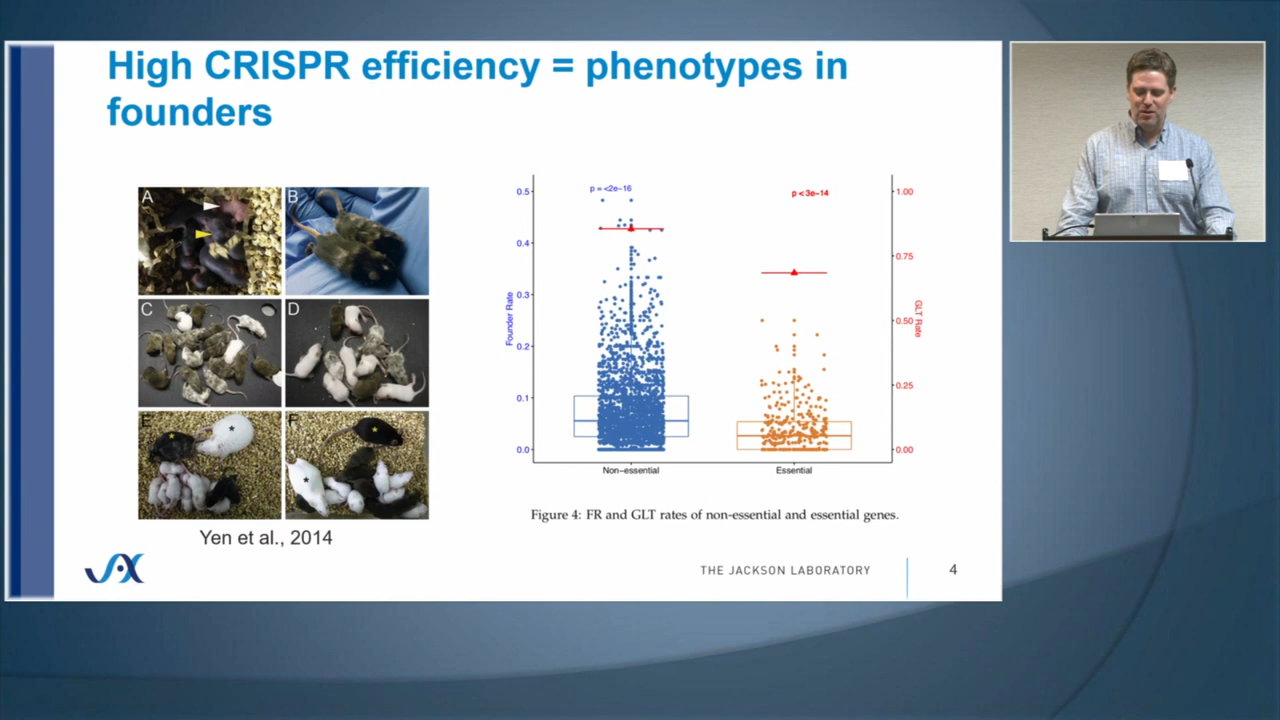 High CRISPR efficiency = phenotypes in
founders
A
B
C
D
E
F
Yen et al., 2014
p = <2e-16
p < 3e-14
0.5
0.4
0.3
0.2
0.1
0.0
Founder Rate
1.00
0.75
0.50
0.25
0.00
GLT Rate
Non-essential
Essential
Figure 4: FR and GLT rates of non-essential and essential genes.
JAX
THE JACKSON LABORATORY
4